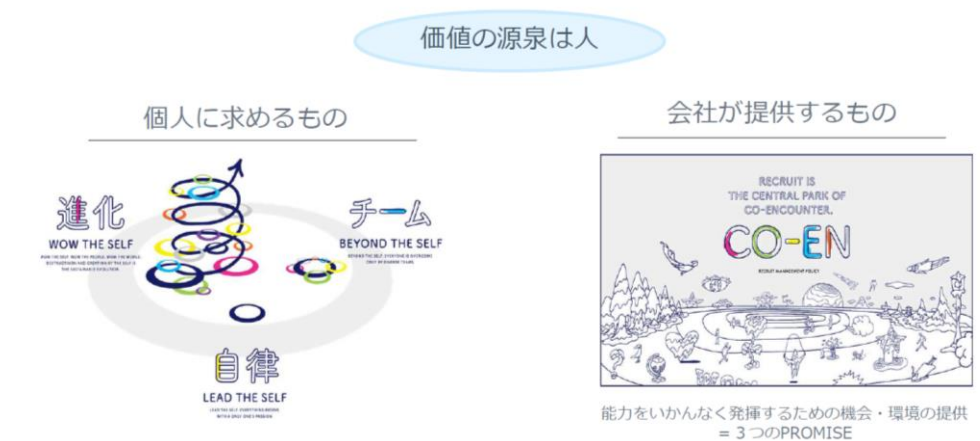 価値の源泉は人
個人に求めるもの
進化
WOW THE SELF
チーム
BEYOND THE SELF
自律
LEAD THE SELF
会社が提供するもの
RECRUIT IS
THE CENTRAL PARK OF
CO-ENCOUNTER.
CO-EN
RECRUIT MANAGEMENT POLICY
能力をいかんなく発揮するための機会・環境の提供
= 3つのPROMISE